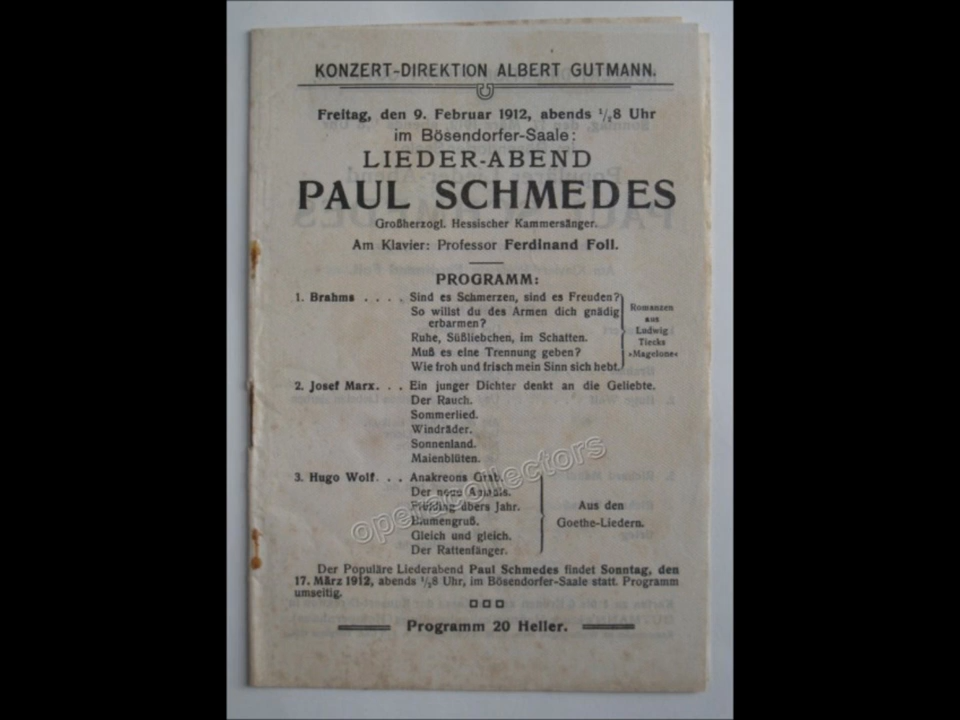 KONZERT-DIREKTION ALBERT GUTMANN.
Freitag, den 9. Februar 1912, abends ½8 Uhr
im Bösendorfer-Saale:
LIEDER-ABEND
PAUL SCHMEDES
Großherzogl. Hessischer Kammersänger.
Am Klavier: Professor Ferdinand Foll.
PROGRAMM:
1. Brahms . . . . Sind es Schmerzen, sind es Freuden?
So willst du des Armen dich gnädig
erbarmen?
Ruhe, Süßliebchen, im Schatten.
Muß es eine Trennung geben?
Wie froh und frisch mein Sinn sich hebt.
Romanzen
aus
Ludwig
Tiecks
»Magelone«
2. Josef Marx. . . Ein junger Dichter denkt an die Geliebte.
Der Rauch.
Sommerlied.
Windräder.
Sonnenland.
Maienblüten.
3. Hugo Wolf. . . Anakreons Grab.
Der neue Amadis.
Frühling übers Jahr.
Blumengruß.
Gleich und gleich.
Der Rattenfänger.
Aus den
Goethe-Liedern.
operacollectors
Der Populäre Liederabend Paul Schmedes findet Sonntag, den
17. März 1912, abends ½8 Uhr, im Bösendorfer-Saale statt. Programm
umseitig.
Programm 20 Heller.